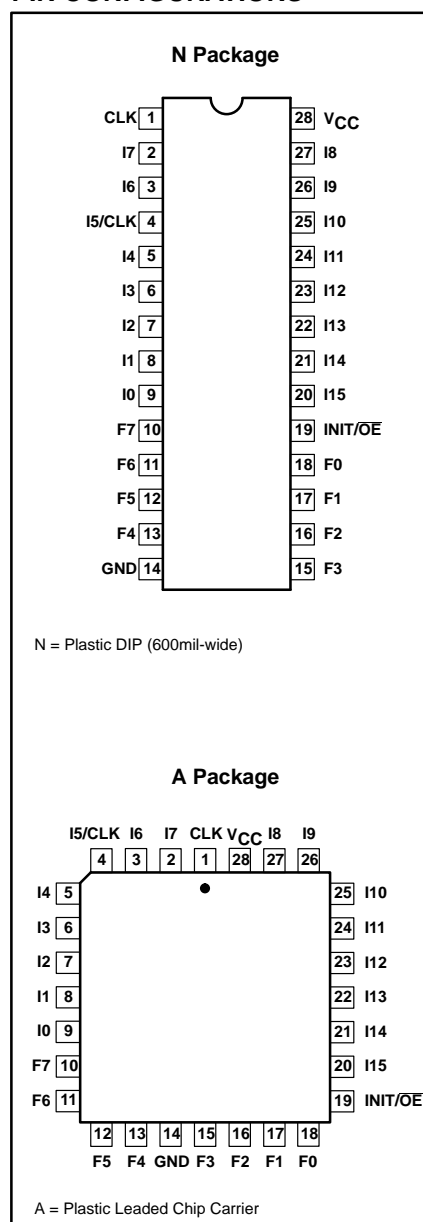 PIN CONFIGURATIONS
N Package
CLK 1 28 VCC
I7 2 27 I8
I6 3 26 I9
I5/CLK 4 25 I10
I4 5 24 I11
I3 6 23 I12
I2 7 22 I13
I1 8 21 I14
I0 9 20 I15
F7 10 19 INIT/O̅E̅
F6 11 18 F0
F5 12 17 F1
F4 13 16 F2
GND 14 15 F3
N = Plastic DIP (600mil-wide)
A Package
I5/CLK I6 I7 CLK VCC I8 I9
4 3 2 1 28 27 26
I4 5 25 I10
I3 6 24 I11
I2 7 23 I12
I1 8 22 I13
I0 9 21 I14
F7 10 20 I15
F6 11 19 INIT/O̅E̅
12 13 14 15 16 17 18
F5 F4 GND F3 F2 F1 F0
A = Plastic Leaded Chip Carrier